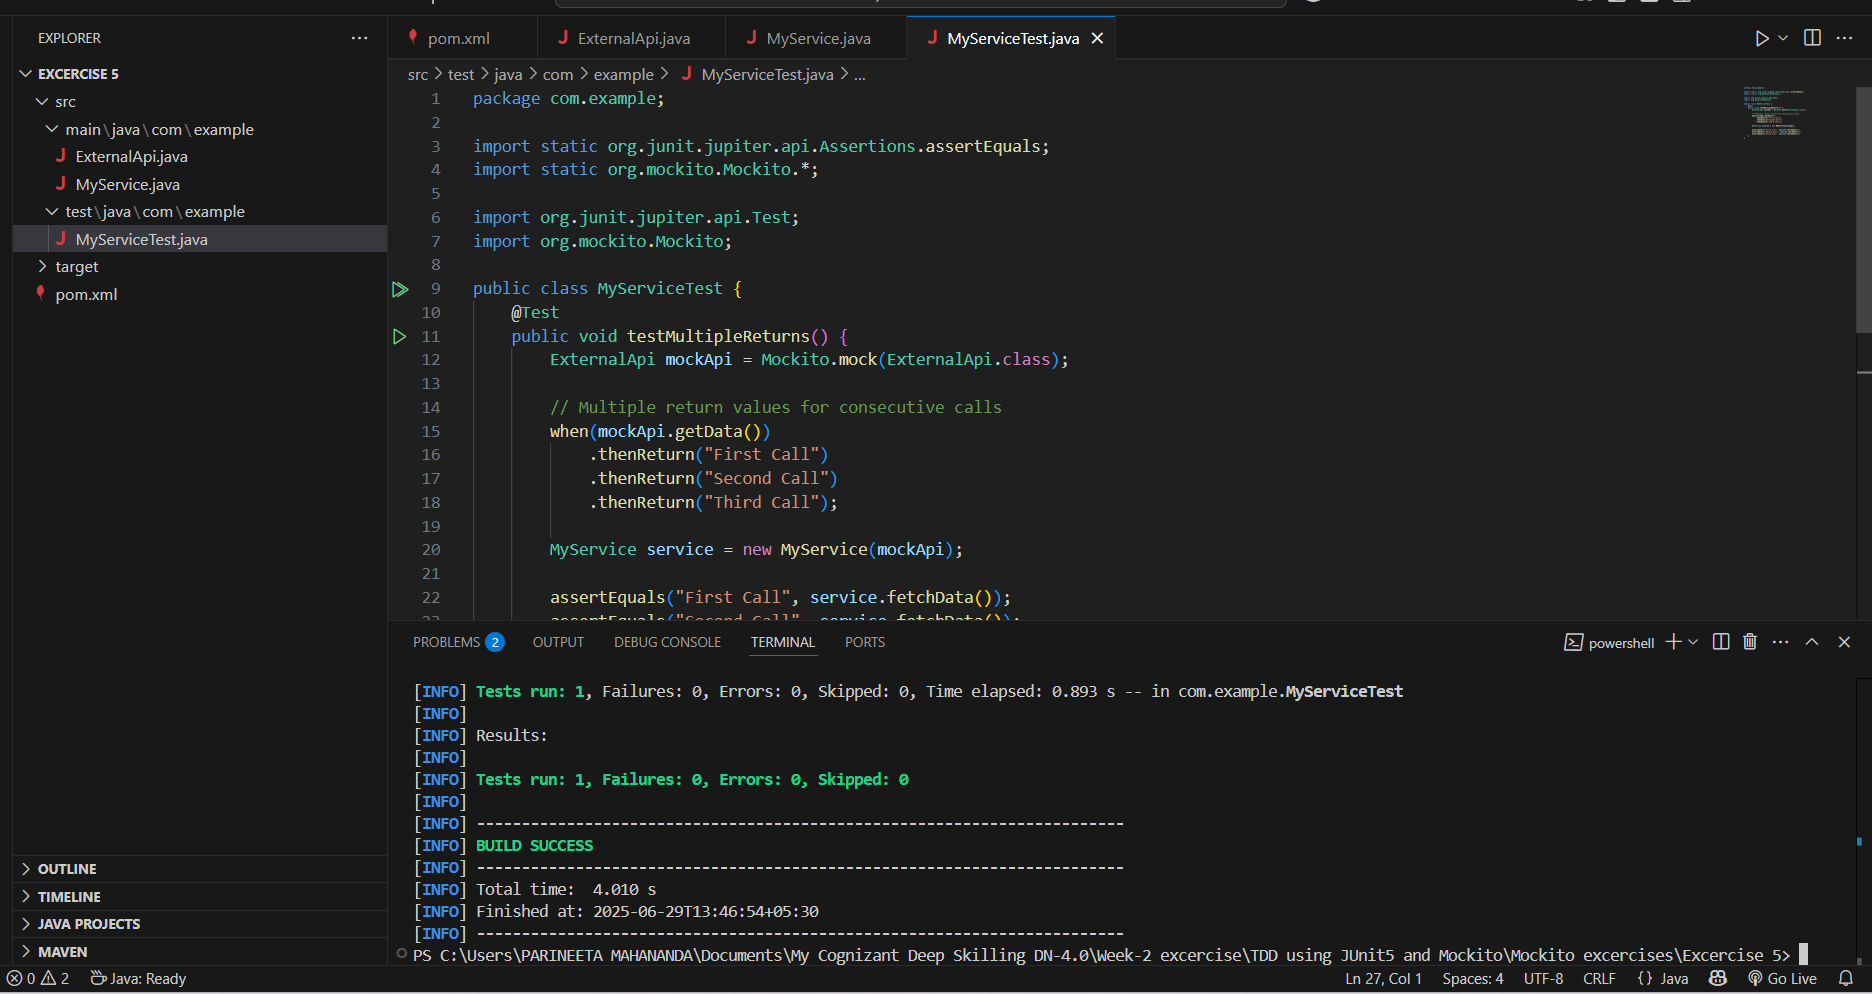 EXPLORER
EXCERCISE 5
src
main\java\com\example
ExternalApi.java
MyService.java
test\java\com\example
MyServiceTest.java
target
pom.xml
OUTLINE
TIMELINE
JAVA PROJECTS
MAVEN
pom.xml
ExternalApi.java
MyService.java
MyServiceTest.java
src > test > java > com > example > MyServiceTest.java > ...
1 package com.example;
2
3 import static org.junit.jupiter.api.Assertions.assertEquals;
4 import static org.mockito.Mockito.*;
5
6 import org.junit.jupiter.api.Test;
7 import org.mockito.Mockito;
8
9 public class MyServiceTest {
10 @Test
11 public void testMultipleReturns() {
12 ExternalApi mockApi = Mockito.mock(ExternalApi.class);
13
14 // Multiple return values for consecutive calls
15 when(mockApi.getData())
16 .thenReturn("First Call")
17 .thenReturn("Second Call")
18 .thenReturn("Third Call");
19
20 MyService service = new MyService(mockApi);
21
22 assertEquals("First Call", service.fetchData());
23 assertEquals("Second Call", service.fetchData());
PROBLEMS 2 OUTPUT DEBUG CONSOLE TERMINAL PORTS
powershell
[INFO] Tests run: 1, Failures: 0, Errors: 0, Skipped: 0, Time elapsed: 0.893 s -- in com.example.MyServiceTest
[INFO]
[INFO] Results:
[INFO]
[INFO] Tests run: 1, Failures: 0, Errors: 0, Skipped: 0
[INFO]
[INFO] ------------------------------------------------------------------------
[INFO] BUILD SUCCESS
[INFO] ------------------------------------------------------------------------
[INFO] Total time:  4.010 s
[INFO] Finished at: 2025-06-29T13:46:54+05:30
[INFO] ------------------------------------------------------------------------
PS C:\Users\PARINEETA MAHANANDA\Documents\My Cognizant Deep Skilling DN-4.0\Week-2 excercise\TDD using JUnit5 and Mockito\Mockito exercises\Excercise 5>
0 2 Java: Ready
Ln 27, Col 1 Spaces: 4 UTF-8 CRLF {} Java Go Live